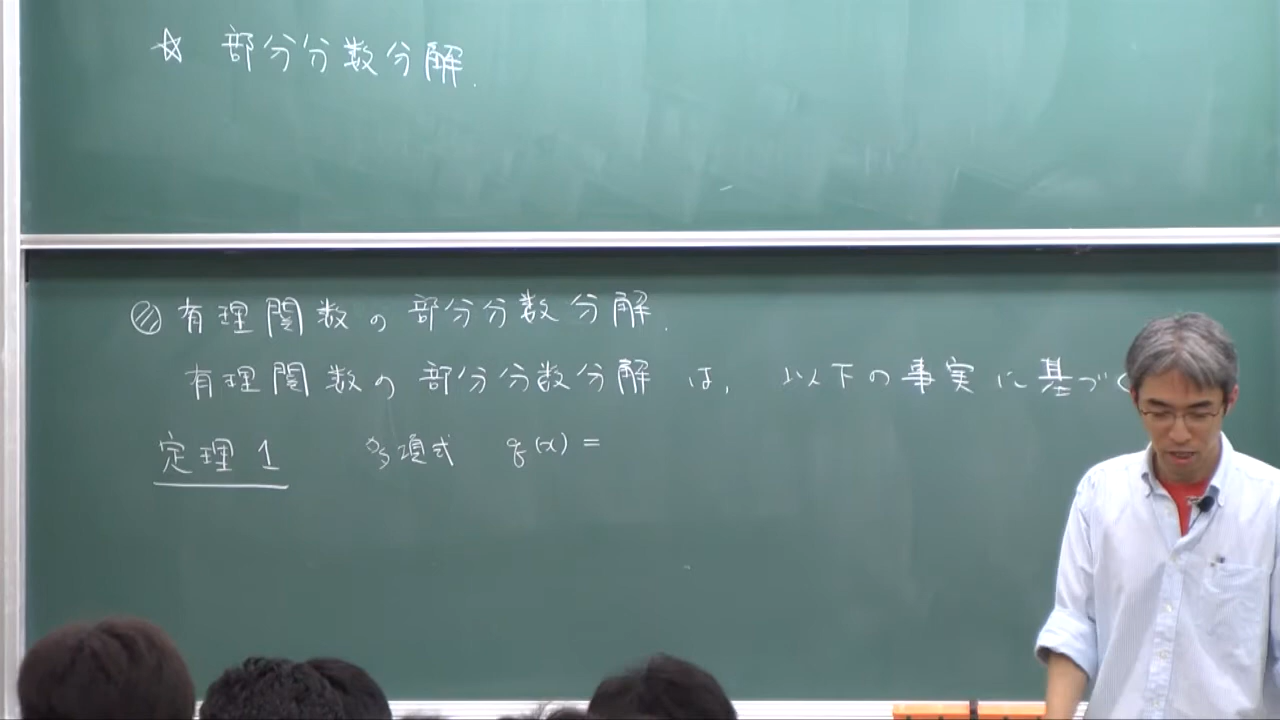 ☆ 部分分数分解.
有理関数の部分分数分解.
有理関数の部分分数分解は, 以下の事実に基づく
定理1 多項式 q(x) =